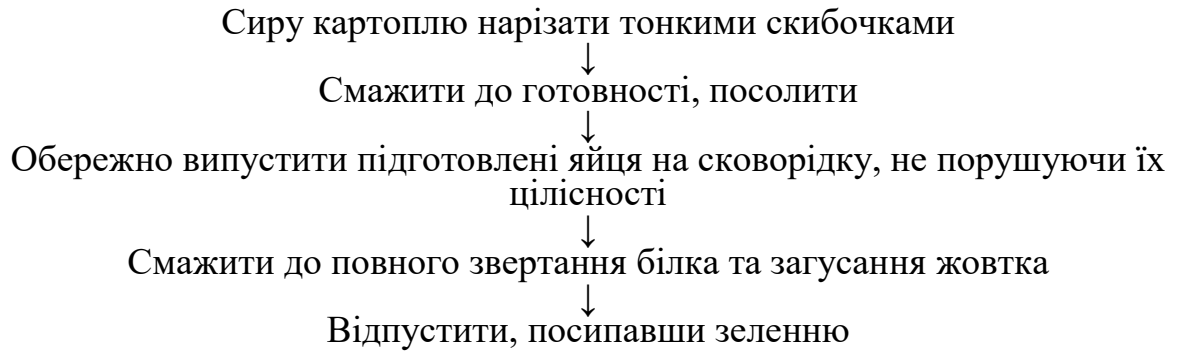 Сиру картоплю нарізати тонкими скибочками
↓
Смажити до готовності, посолити
↓
Обережно випустити підготовлені яйця на сковорідку, не порушуючи їх
цілісності
↓
Смажити до повного звертання білка та загусання жовтка
↓
Відпустити, посипавши зеленню